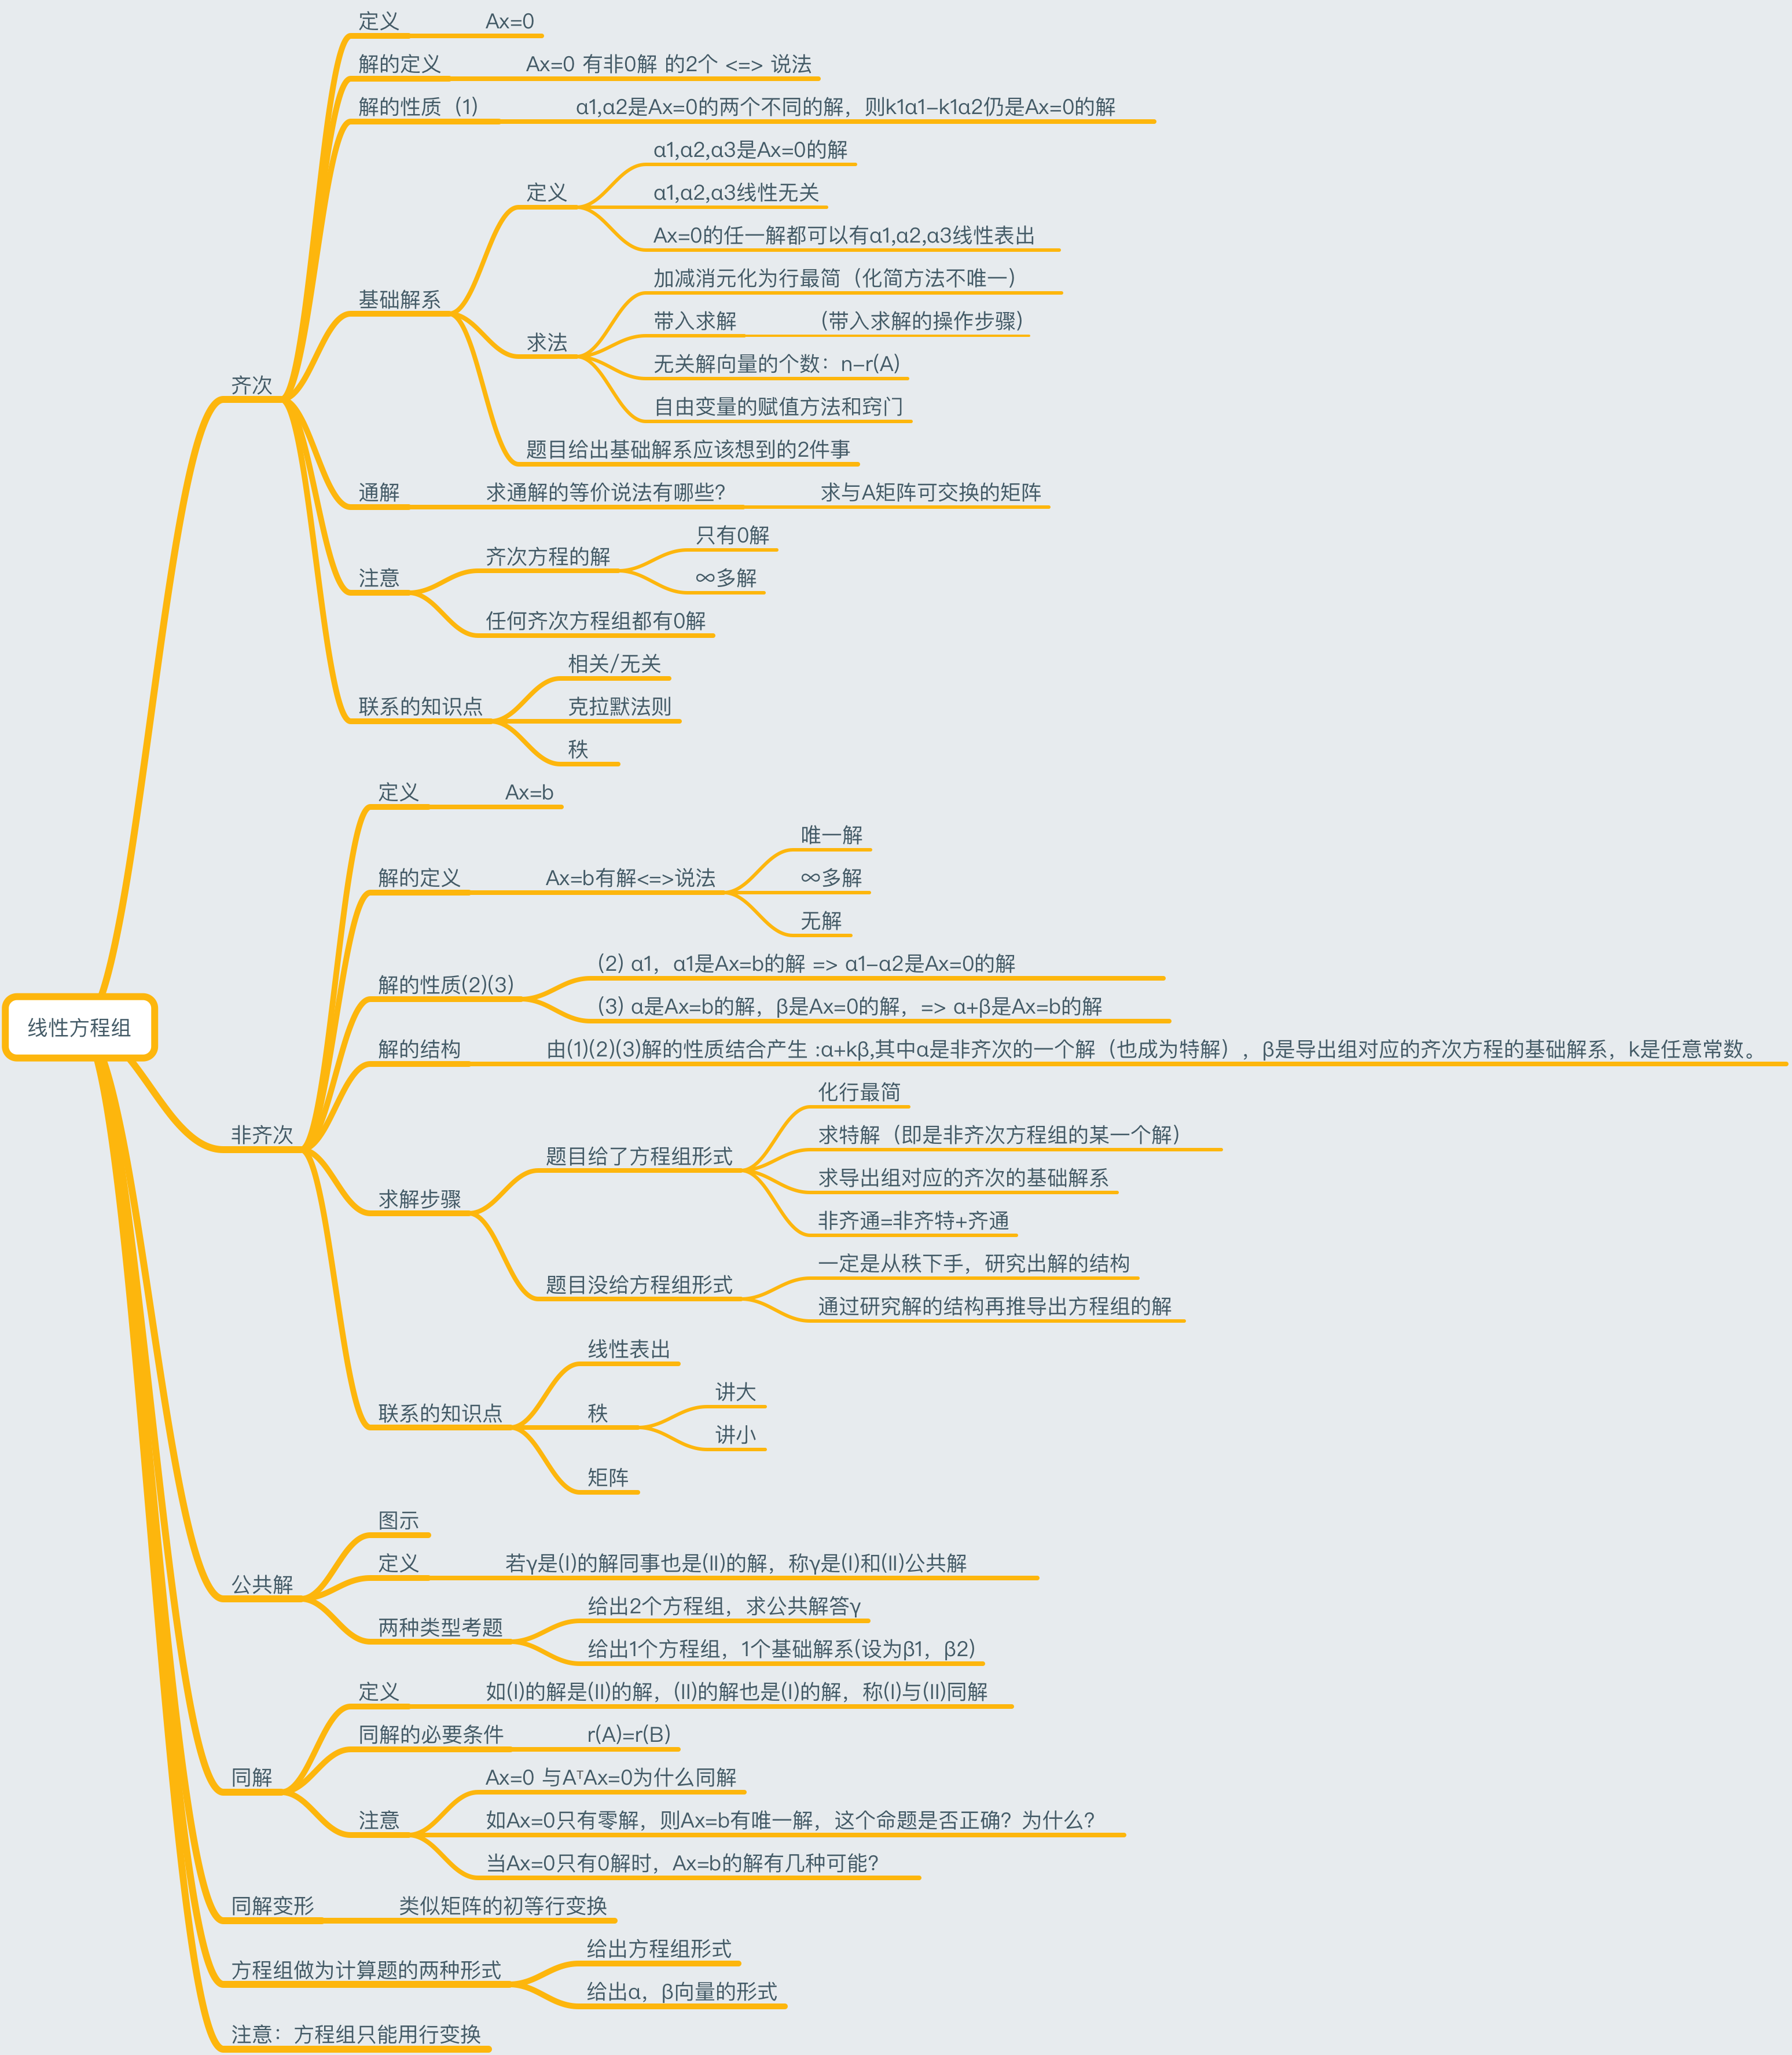 线性方程组
齐次
定义
Ax=0
解的定义
Ax=0 有非0解 的2个 <=> 说法
解的性质（1）
α1,α2是Ax=0的两个不同的解，则k1α1-k1α2仍是Ax=0的解
基础解系
定义
α1,α2,α3是Ax=0的解
α1,α2,α3线性无关
Ax=0的任一解都可以有α1,α2,α3线性表出
求法
加减消元化为行最简（化简方法不唯一）
带入求解
（带入求解的操作步骤）
无关解向量的个数：n-r(A)
自由变量的赋值方法和窍门
题目给出基础解系应该想到的2件事
通解
求通解的等价说法有哪些？
求与A矩阵可交换的矩阵
注意
齐次方程的解
只有0解
∞多解
任何齐次方程组都有0解
联系的知识点
相关/无关
克拉默法则
秩
非齐次
定义
Ax=b
解的定义
Ax=b有解<=>说法
唯一解
∞多解
无解
解的性质(2)(3)
(2) α1，α1是Ax=b的解 => α1-α2是Ax=0的解
(3) α是Ax=b的解，β是Ax=0的解，=> α+β是Ax=b的解
解的结构
由(1)(2)(3)解的性质结合产生 :α+kβ,其中α是非齐次的一个解（也成为特解），β是导出组对应的齐次方程的基础解系，k是任意常数。
求解步骤
题目给了方程组形式
化行最简
求特解（即是非齐次方程组的某一个解）
求导出组对应的齐次的基础解系
非齐通=非齐特+齐通
题目没给方程组形式
一定是从秩下手，研究出解的结构
通过研究解的结构再推导出方程组的解
联系的知识点
线性表出
秩
讲大
讲小
矩阵
公共解
图示
定义
若γ是(I)的解同事也是(II)的解，称γ是(I)和(II)公共解
两种类型考题
给出2个方程组，求公共解答γ
给出1个方程组，1个基础解系(设为β1，β2)
同解
定义
如(I)的解是(II)的解，(II)的解也是(I)的解，称(I)与(II)同解
同解的必要条件
r(A)=r(B)
注意
Ax=0 与AᵀAx=0为什么同解
如Ax=0只有零解，则Ax=b有唯一解，这个命题是否正确？为什么？
当Ax=0只有0解时，Ax=b的解有几种可能？
同解变形
类似矩阵的初等行变换
方程组做为计算题的两种形式
给出方程组形式
给出α，β向量的形式
注意：方程组只能用行变换